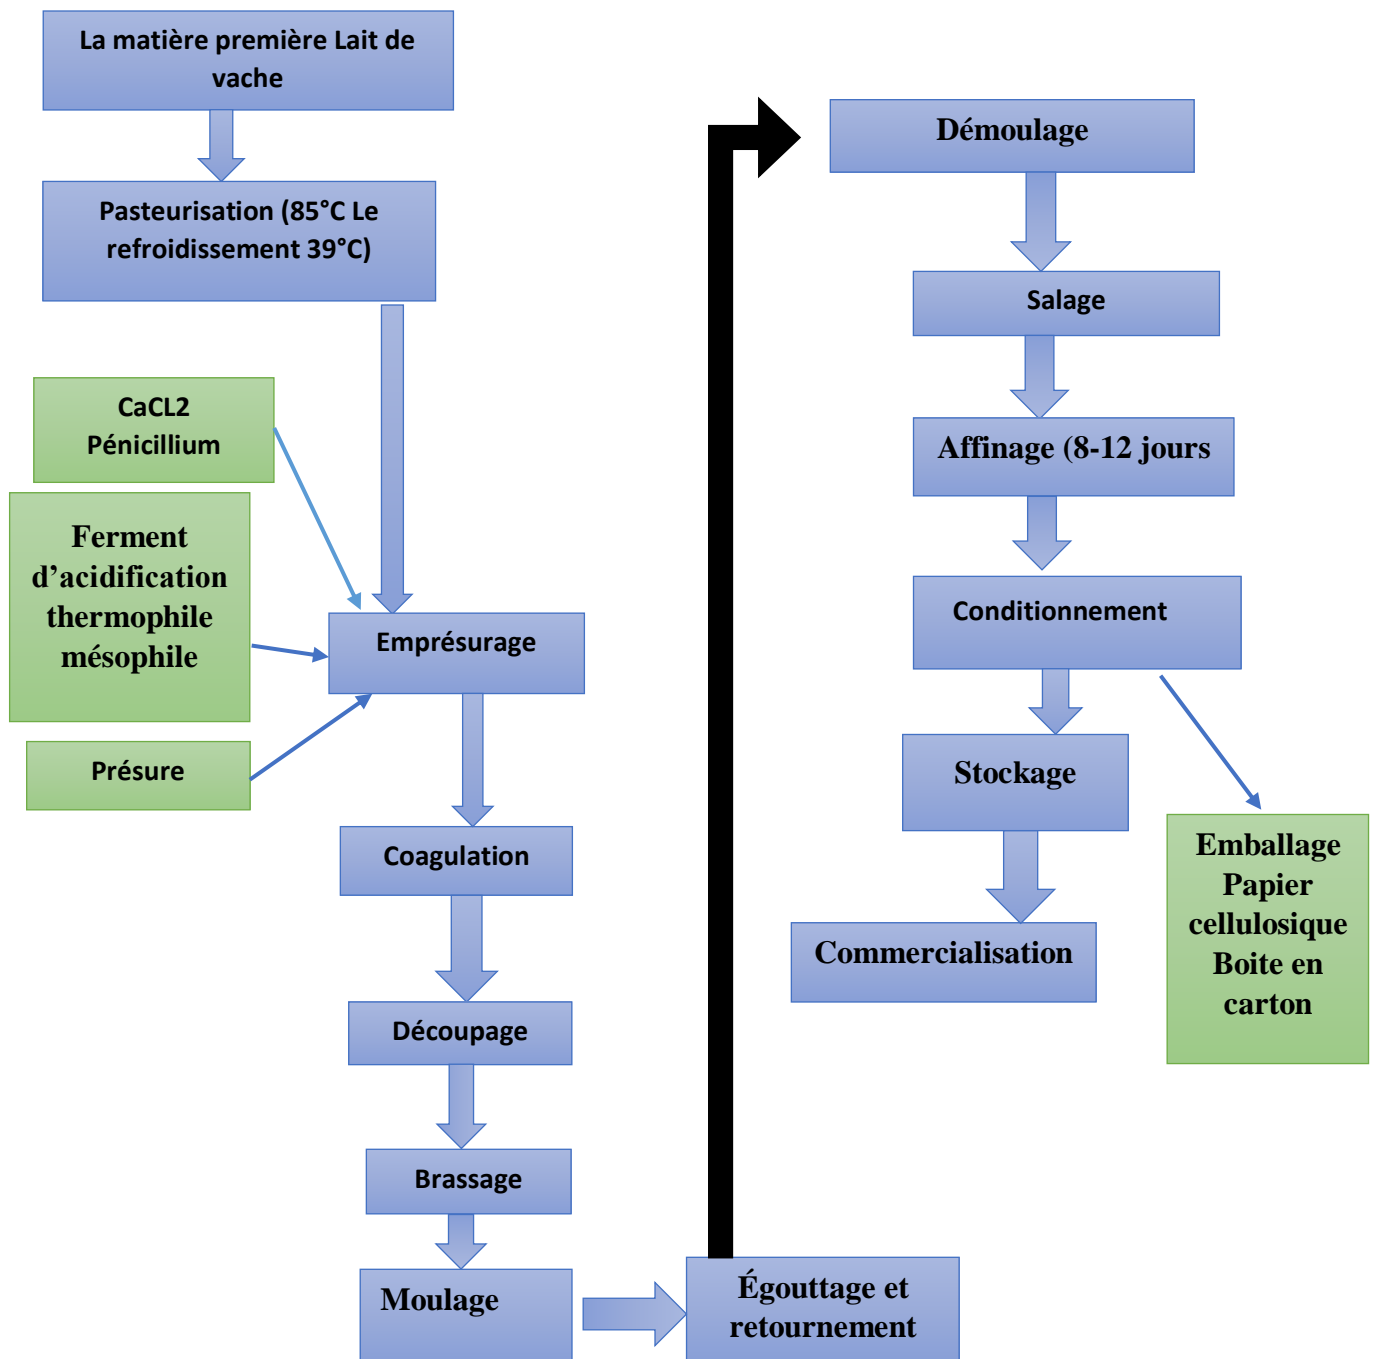 La matière première Lait de
vache
Pasteurisation (85°C Le
refroidissement 39°C)
CaCL2
Pénicillium
Ferment
d’acidification
thermophile
mésophile
Présure
Emprésurage
Coagulation
Découpage
Brassage
Moulage
Égouttage et
retournement
Démoulage
Salage
Affinage (8-12 jours
Conditionnement
Stockage
Commercialisation
Emballage
Papier
cellulosique
Boite en
carton